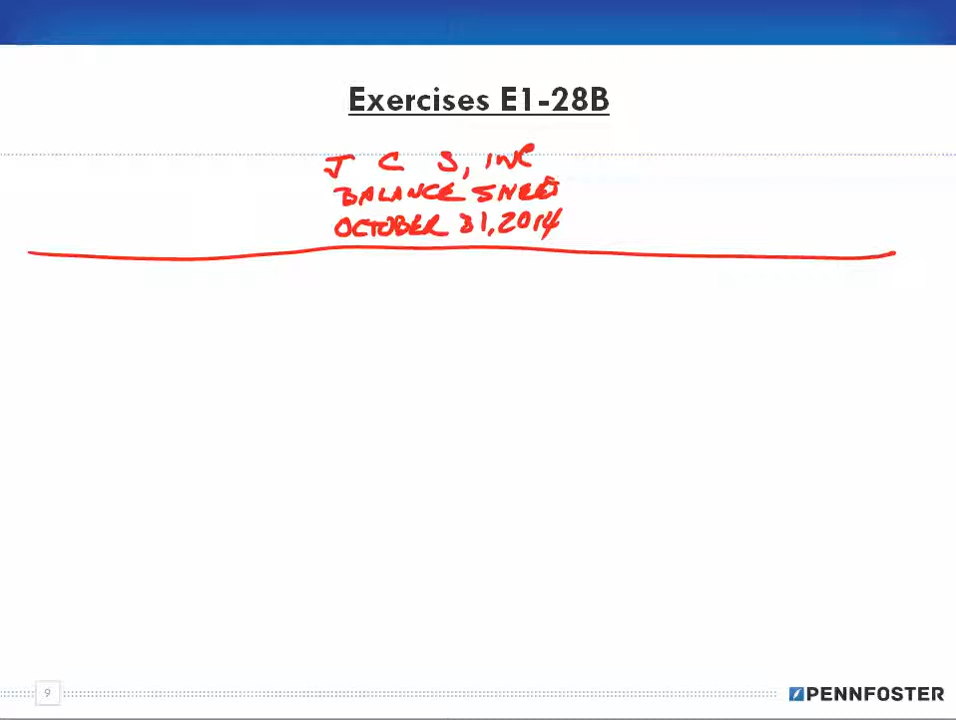 Exercises E1-28B
J C S, INC
BALANCE SHEET
OCTOBER 31, 2014
9
PENNFOSTER